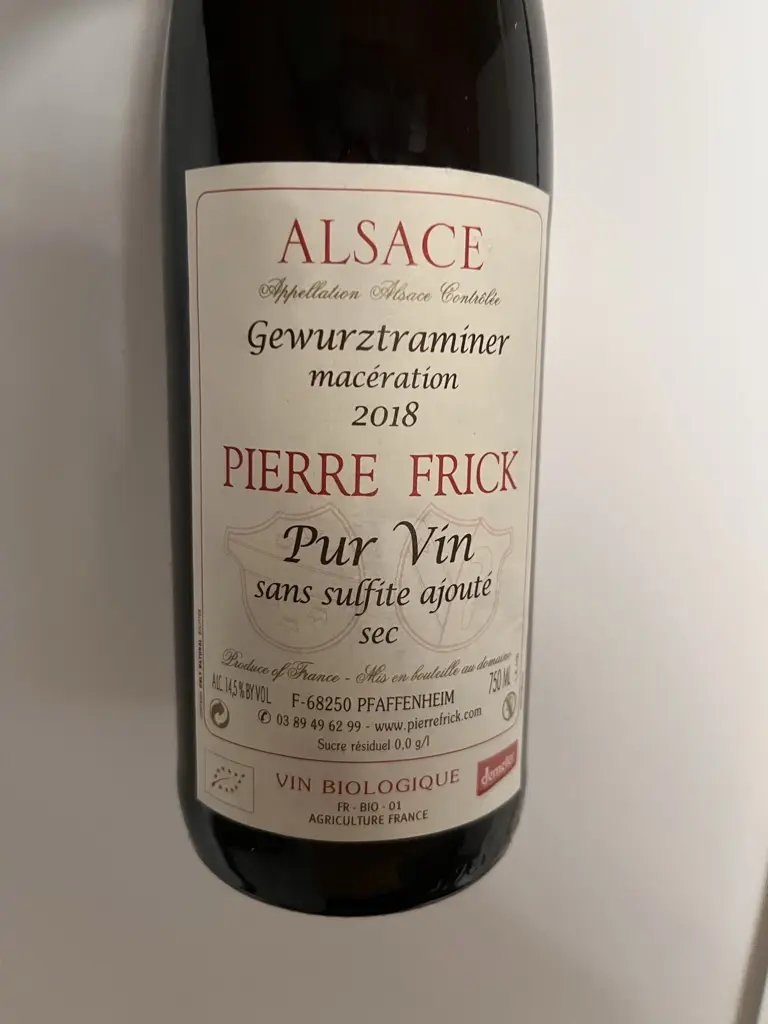 ALSACE
Appellation Alsace Contrôlée
Gewurztraminer
macération
2018
PIERRE FRICK
Pur Vin
sans sulfite ajouté
sec
Produce of France - Mis en bouteille au domaine
ALC. 14,5 % BY VOL
750 ML
F-68250 PFAFFENHEIM
03 89 49 62 99 - www.pierrefrick.com
Sucre résiduel 0,0 g/l
VIN BIOLOGIQUE
demeter
FR - BIO - 01
AGRICULTURE FRANCE